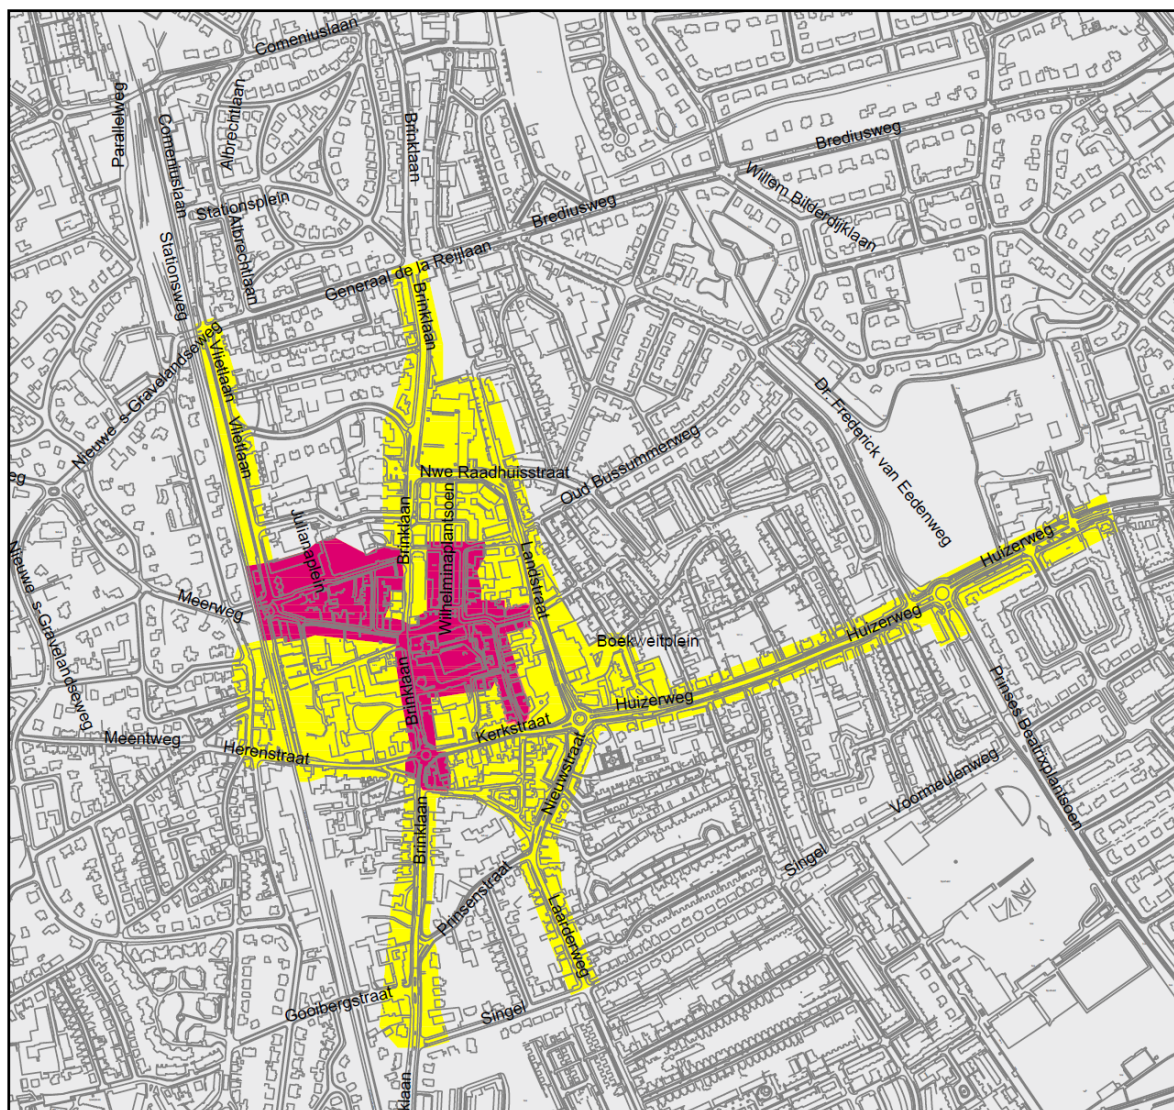 Comeniuslaan
Parallelweg
Comeniuslaan
Albrechtlaan
Brinklaan
Brediusweg
Willem Bilderdijklaan
Stationsplein
Albrechtlaan
Brediusweg
Stationsweg
Generaal de la Reijlaan
Brinklaan
Nieuwe 's-Gravelandseweg
Vlietlaan
Vlietlaan
Dr. Frederick van Eedenweg
Nwe Raadhuisstraat
Oud Bussummerweg
eg
Julianaplein
Brinklaan
Wilhelminaplantsoen
Landstraat
Huizerweg
Nieuwe 's-Gravelandseweg
Meerweg
Huizerweg
Boekweitplein
Brinklaan
Huizerweg
Prinses Beatrixplantsoen
Kerkstraat
Meentweg
Herenstraat
Nieuwstraat
Voormeulenweg
Brinklaan
Singel
Prinsenstraat
Laarderweg
Gooibergstraat
Singel
klaan